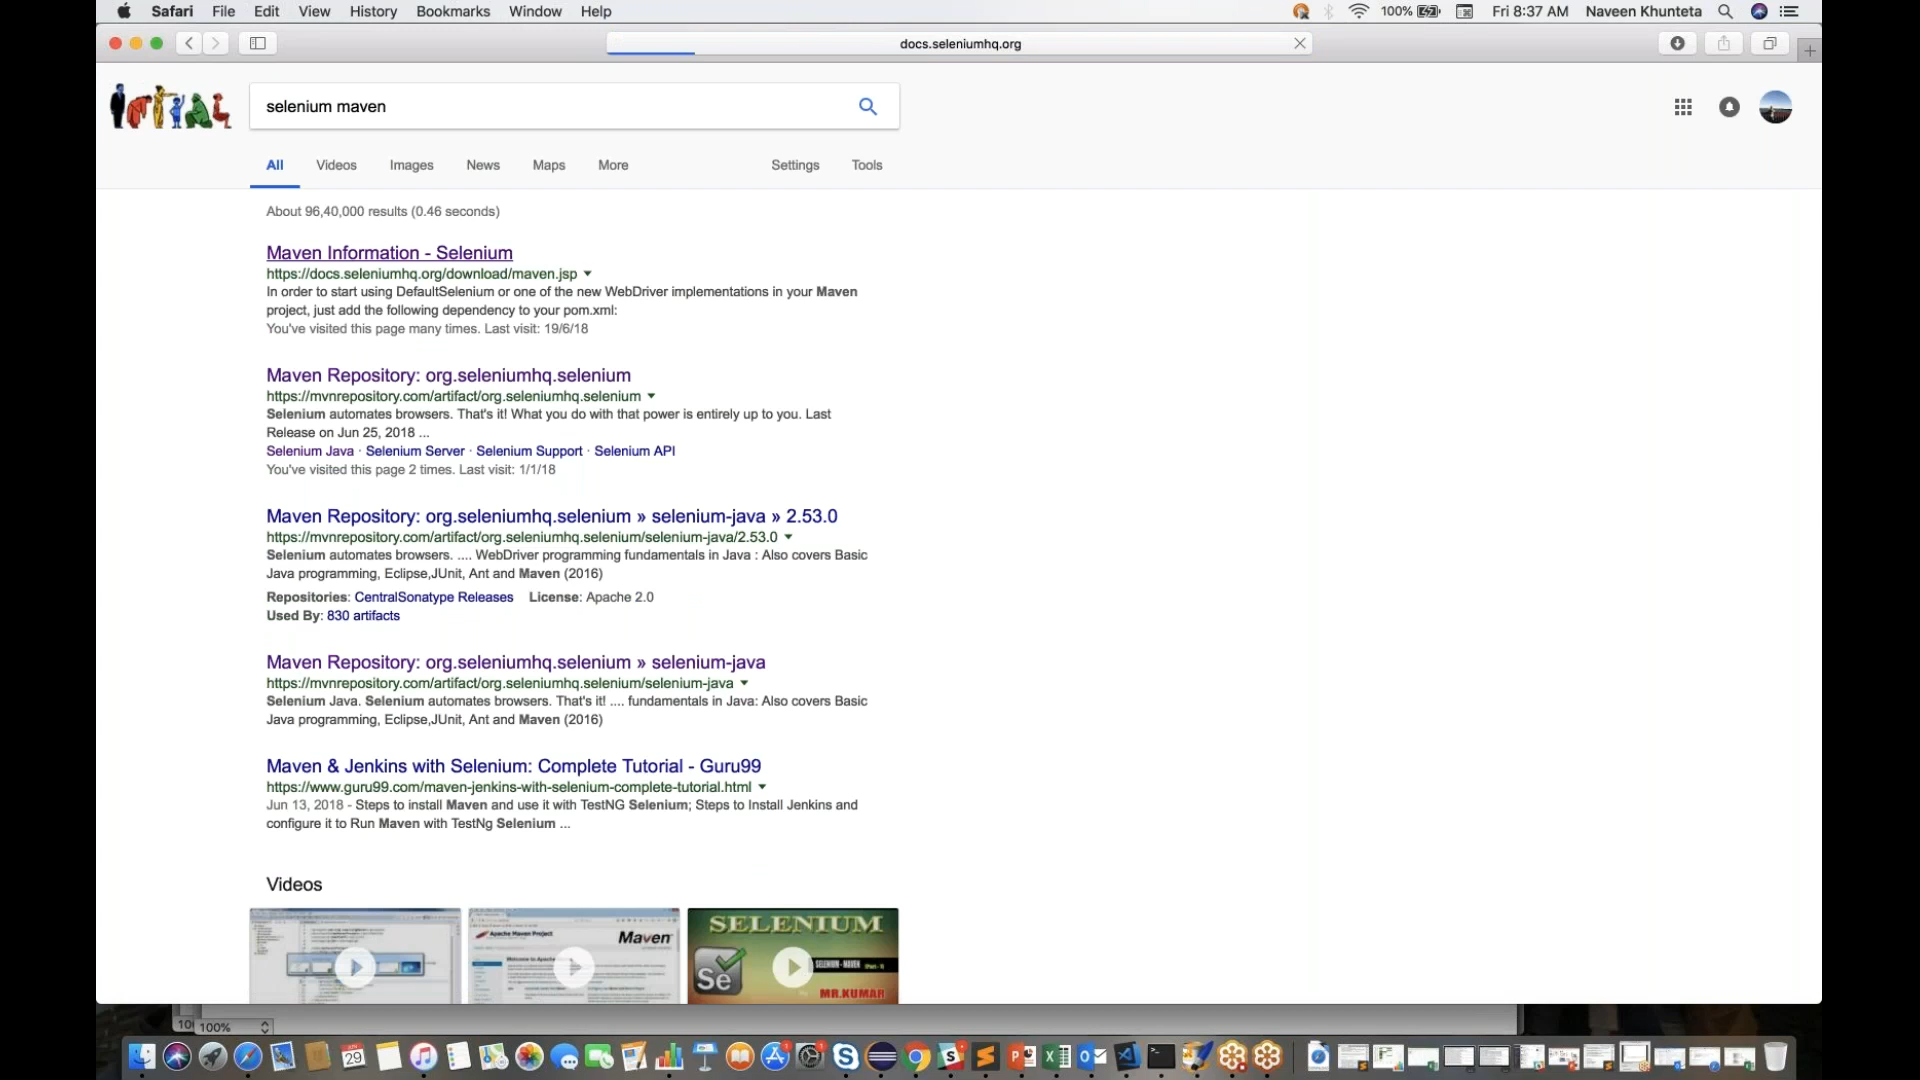 Safari File Edit View History Bookmarks Window Help 100% Fri 8:37 AM Naveen Khunteta
docs.seleniumhq.org
selenium maven
All Videos Images News Maps More Settings Tools
About 96,40,000 results (0.46 seconds)
Maven Information - Selenium
https://docs.seleniumhq.org/download/maven.jsp
In order to start using DefaultSelenium or one of the new WebDriver implementations in your Maven
project, just add the following dependency to your pom.xml:
You've visited this page many times. Last visit: 19/6/18
Maven Repository: org.seleniumhq.selenium
https://mvnrepository.com/artifact/org.seleniumhq.selenium
Selenium automates browsers. That's it! What you do with that power is entirely up to you. Last
Release on Jun 25, 2018 ...
Selenium Java · Selenium Server · Selenium Support · Selenium API
You've visited this page 2 times. Last visit: 1/1/18
Maven Repository: org.seleniumhq.selenium » selenium-java » 2.53.0
https://mvnrepository.com/artifact/org.seleniumhq.selenium/selenium-java/2.53.0
Selenium automates browsers. .... WebDriver programming fundamentals in Java : Also covers Basic
Java programming, Eclipse,JUnit, Ant and Maven (2016)
Repositories: CentralSonatype Releases License: Apache 2.0
Used By: 830 artifacts
Maven Repository: org.seleniumhq.selenium » selenium-java
https://mvnrepository.com/artifact/org.seleniumhq.selenium/selenium-java
Selenium Java. Selenium automates browsers. That's it! .... fundamentals in Java: Also covers Basic
Java programming, Eclipse,JUnit, Ant and Maven (2016)
Maven & Jenkins with Selenium: Complete Tutorial - Guru99
https://www.guru99.com/maven-jenkins-with-selenium-complete-tutorial.html
Jun 13, 2018 - Steps to install Maven and use it with TestNG Selenium; Steps to Install Jenkins and
configure it to Run Maven with TestNg Selenium ...
Videos
Apache Maven Project
Maven
Welcome to Apache
SELENIUM
Se
SELENIUM - MAVEN
MR.KUMAR
100%
29